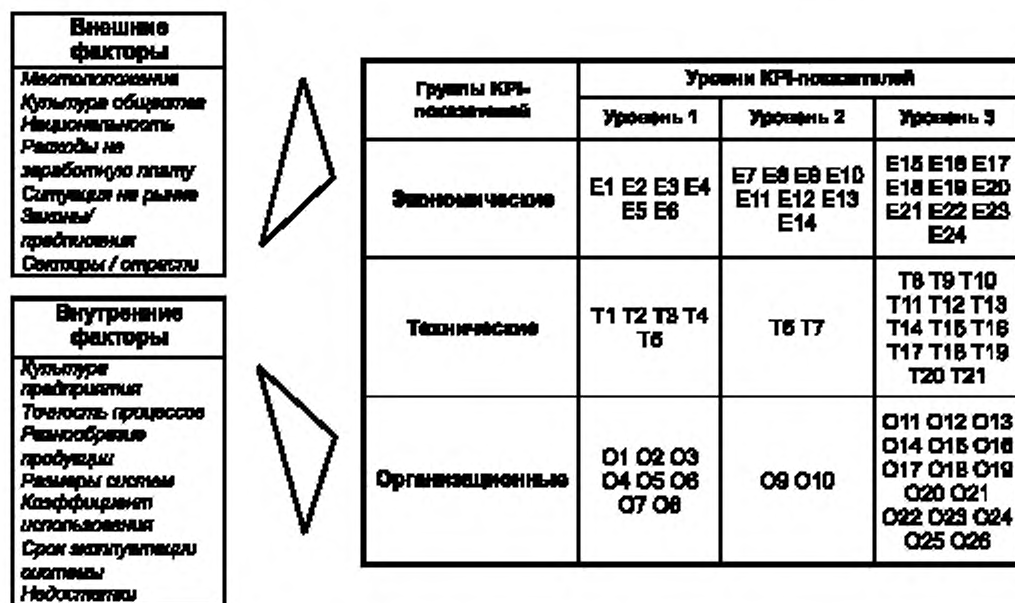 Внешние
факторы
Местоположение
Культура общества
Национальность
Расходы на
заработную плату
Ситуация на рынке
Законы/
предписания
Секторы / отрасли
Внутренние
факторы
Культура
предприятия
Точность процессов
Разнообразие
продукции
Размеры систем
Коэффициент
использования
Срок эксплуатации
системы
Недостатки
Группы KPI-
показателей
Уровни KPI-показателей
Уровень 1
Уровень 2
Уровень 3
Экономические
E1 E2 E3 E4
E5 E6
E7 E8 E9 E10
E11 E12 E13
E14
E15 E16 E17
E18 E19 E20
E21 E22 E23
E24
Технические
T1 T2 T3 T4
T5
T6 T7
T8 T9 T10
T11 T12 T13
T14 T15 T16
T17 T18 T19
T20 T21
Организационные
O1 O2 O3
O4 O5 O6
O7 O8
O9 O10
O11 O12 O13
O14 O15 O16
O17 O18 O19
O20 O21
O22 O23 O24
O25 O26